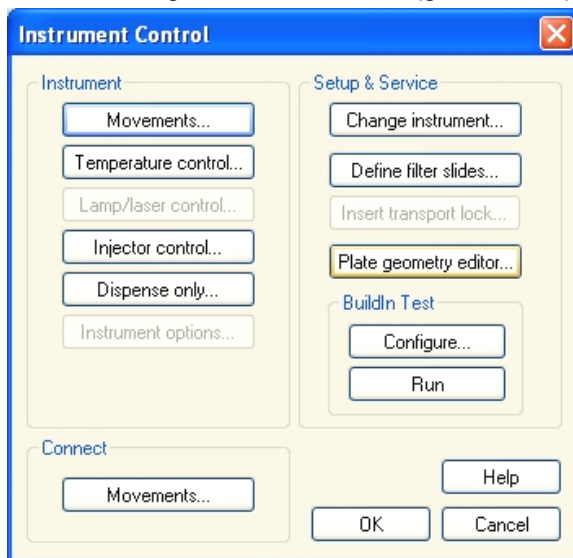 Instrument Control
Instrument
Movements...
Temperature control...
Lamp/laser control...
Injector control...
Dispense only...
Instrument options...
Setup & Service
Change instrument...
Define filter slides...
Insert transport lock...
Plate geometry editor...
BuildIn Test
Configure...
Run
Connect
Movements...
Help
OK
Cancel